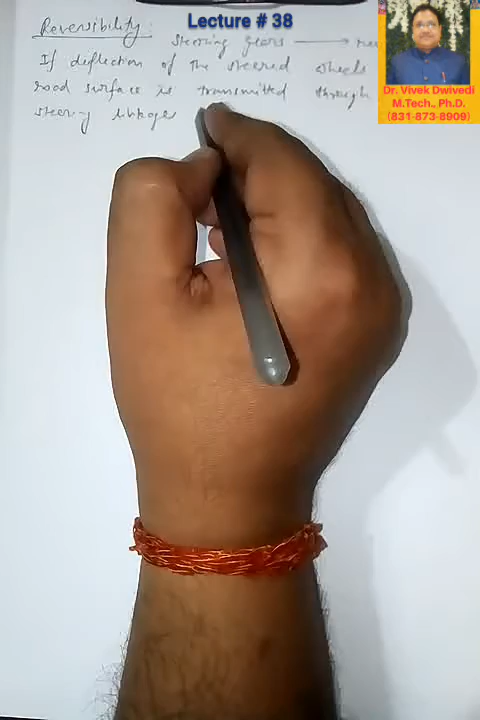 Lecture # 38
Reversibility: Steering gears →
If deflection of the steered wheels
road surface is transmitted through
steering linkages
Dr. Vivek Dwivedi
M.Tech., Ph.D.
(831-873-8909)